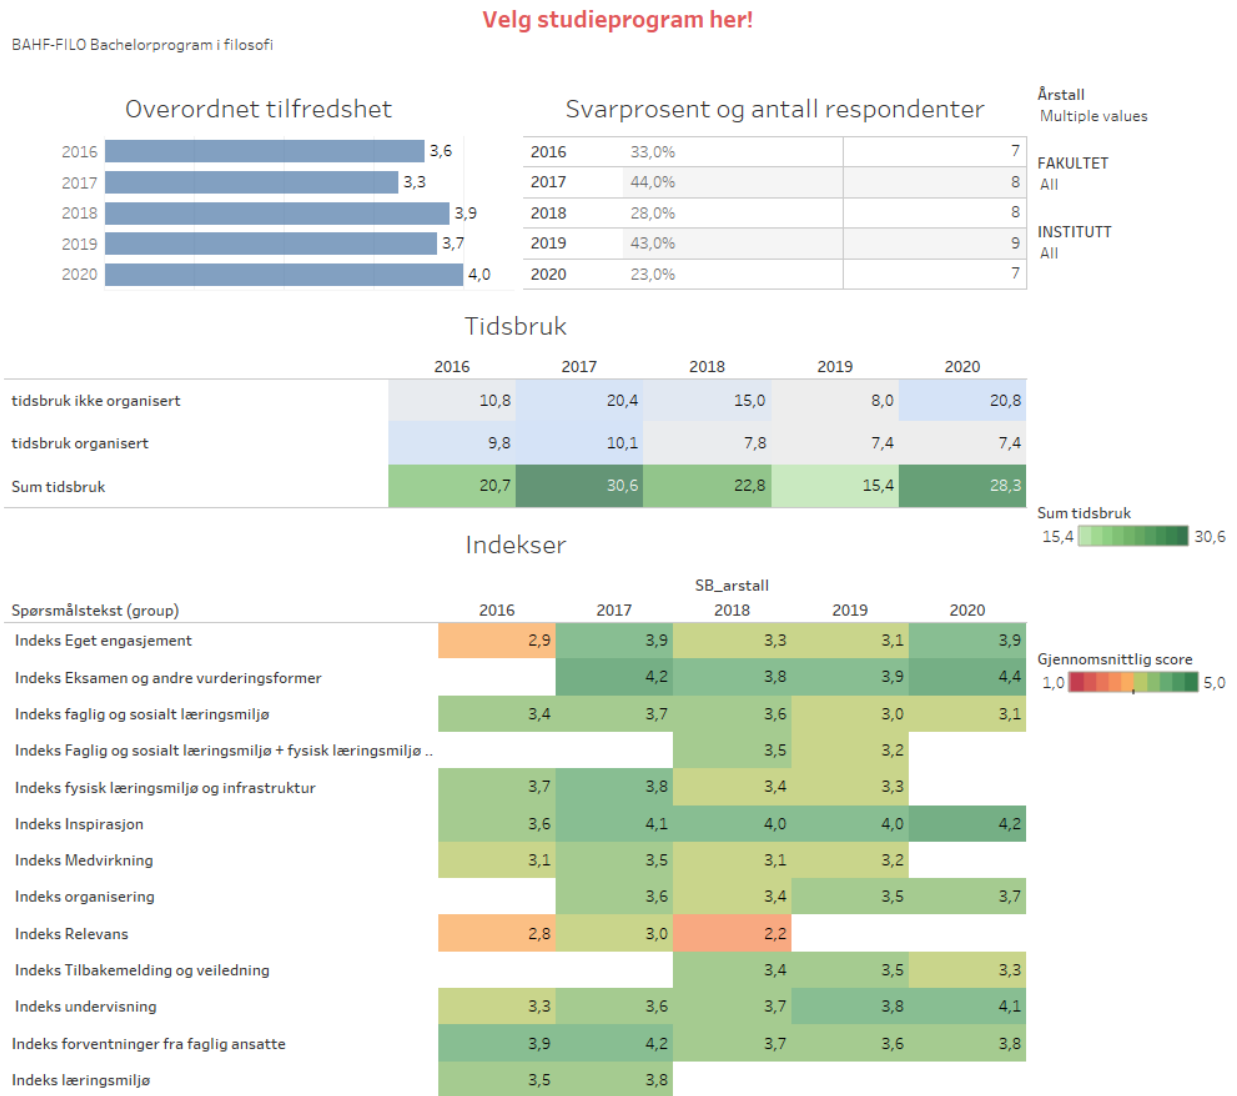 Velg studieprogram her!
BAHF-FILO Bachelorprogram i filosofi
Overordnet tilfredshet
2016 3,6
2017 3,3
2018 3,9
2019 3,7
2020 4,0
Svarprosent og antall respondenter
2016 33,0% 7
2017 44,0% 8
2018 28,0% 8
2019 43,0% 9
2020 23,0% 7
Årstall
Multiple values
FAKULTET
All
INSTITUTT
All
Tidsbruk
2016 2017 2018 2019 2020
tidsbruk ikke organisert 10,8 20,4 15,0 8,0 20,8
tidsbruk organisert 9,8 10,1 7,8 7,4 7,4
Sum tidsbruk 20,7 30,6 22,8 15,4 28,3
Sum tidsbruk
15,4 30,6
Indekser
SB_arstall
Spørsmålstekst (group) 2016 2017 2018 2019 2020
Indeks Eget engasjement 2,9 3,9 3,3 3,1 3,9
Indeks Eksamen og andre vurderingsformer 4,2 3,8 3,9 4,4
Indeks faglig og sosialt læringsmiljø 3,4 3,7 3,6 3,0 3,1
Indeks Faglig og sosialt læringsmiljø + fysisk læringsmiljø .. 3,5 3,2
Indeks fysisk læringsmiljø og infrastruktur 3,7 3,8 3,4 3,3
Indeks Inspirasjon 3,6 4,1 4,0 4,0 4,2
Indeks Medvirkning 3,1 3,5 3,1 3,2
Indeks organisering 3,6 3,4 3,5 3,7
Indeks Relevans 2,8 3,0 2,2
Indeks Tilbakemelding og veiledning 3,4 3,5 3,3
Indeks undervisning 3,3 3,6 3,7 3,8 4,1
Indeks forventninger fra faglig ansatte 3,9 4,2 3,7 3,6 3,8
Indeks læringsmiljø 3,5 3,8
Gjennomsnittlig score
1,0 5,0